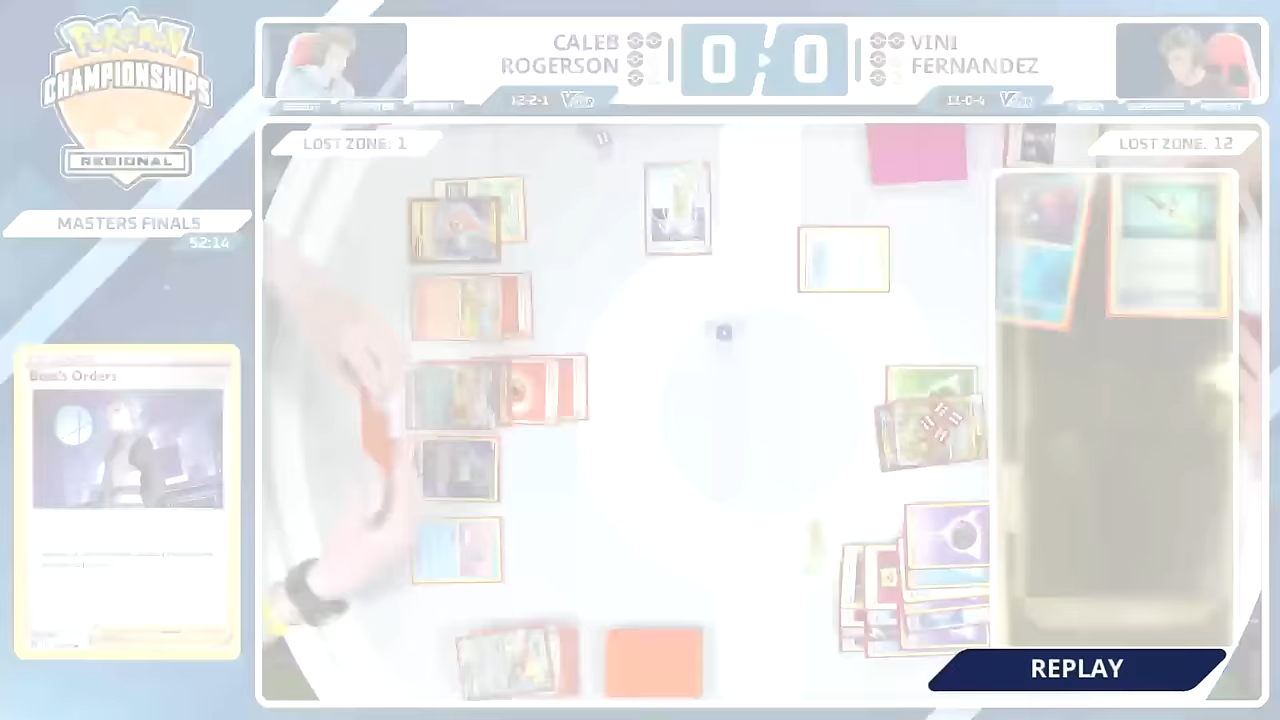 Pokémon
CHAMPIONSHIPS
REGIONAL
MASTERS FINALS
52:14
Boss's Orders
CALEB
ROGERSON
12-2-1
0
0
VINI
FERNANDEZ
11-0-4
LOST ZONE: 1
LOST ZONE: 12
REPLAY